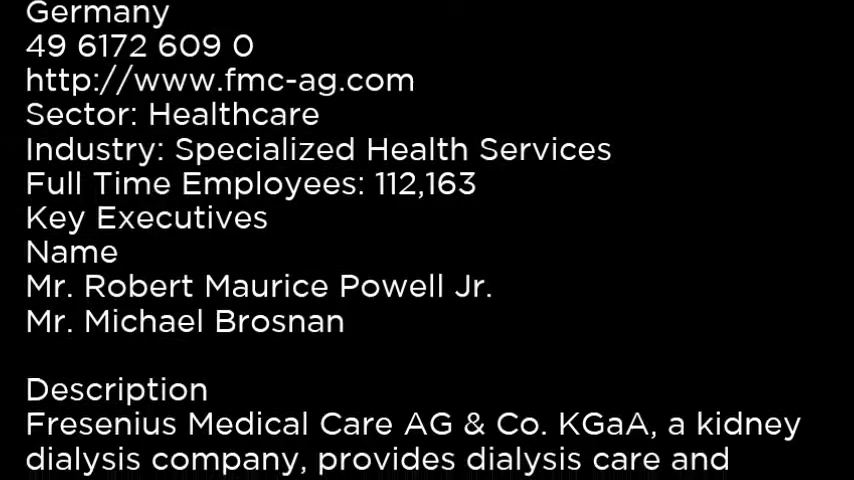 Germany
49 6172 609 0
http://www.fmc-ag.com
Sector: Healthcare
Industry: Specialized Health Services
Full Time Employees: 112,163
Key Executives
Name
Mr. Robert Maurice Powell Jr.
Mr. Michael Brosnan
Description
Fresenius Medical Care AG & Co. KGaA, a kidney
dialysis company, provides dialysis care and